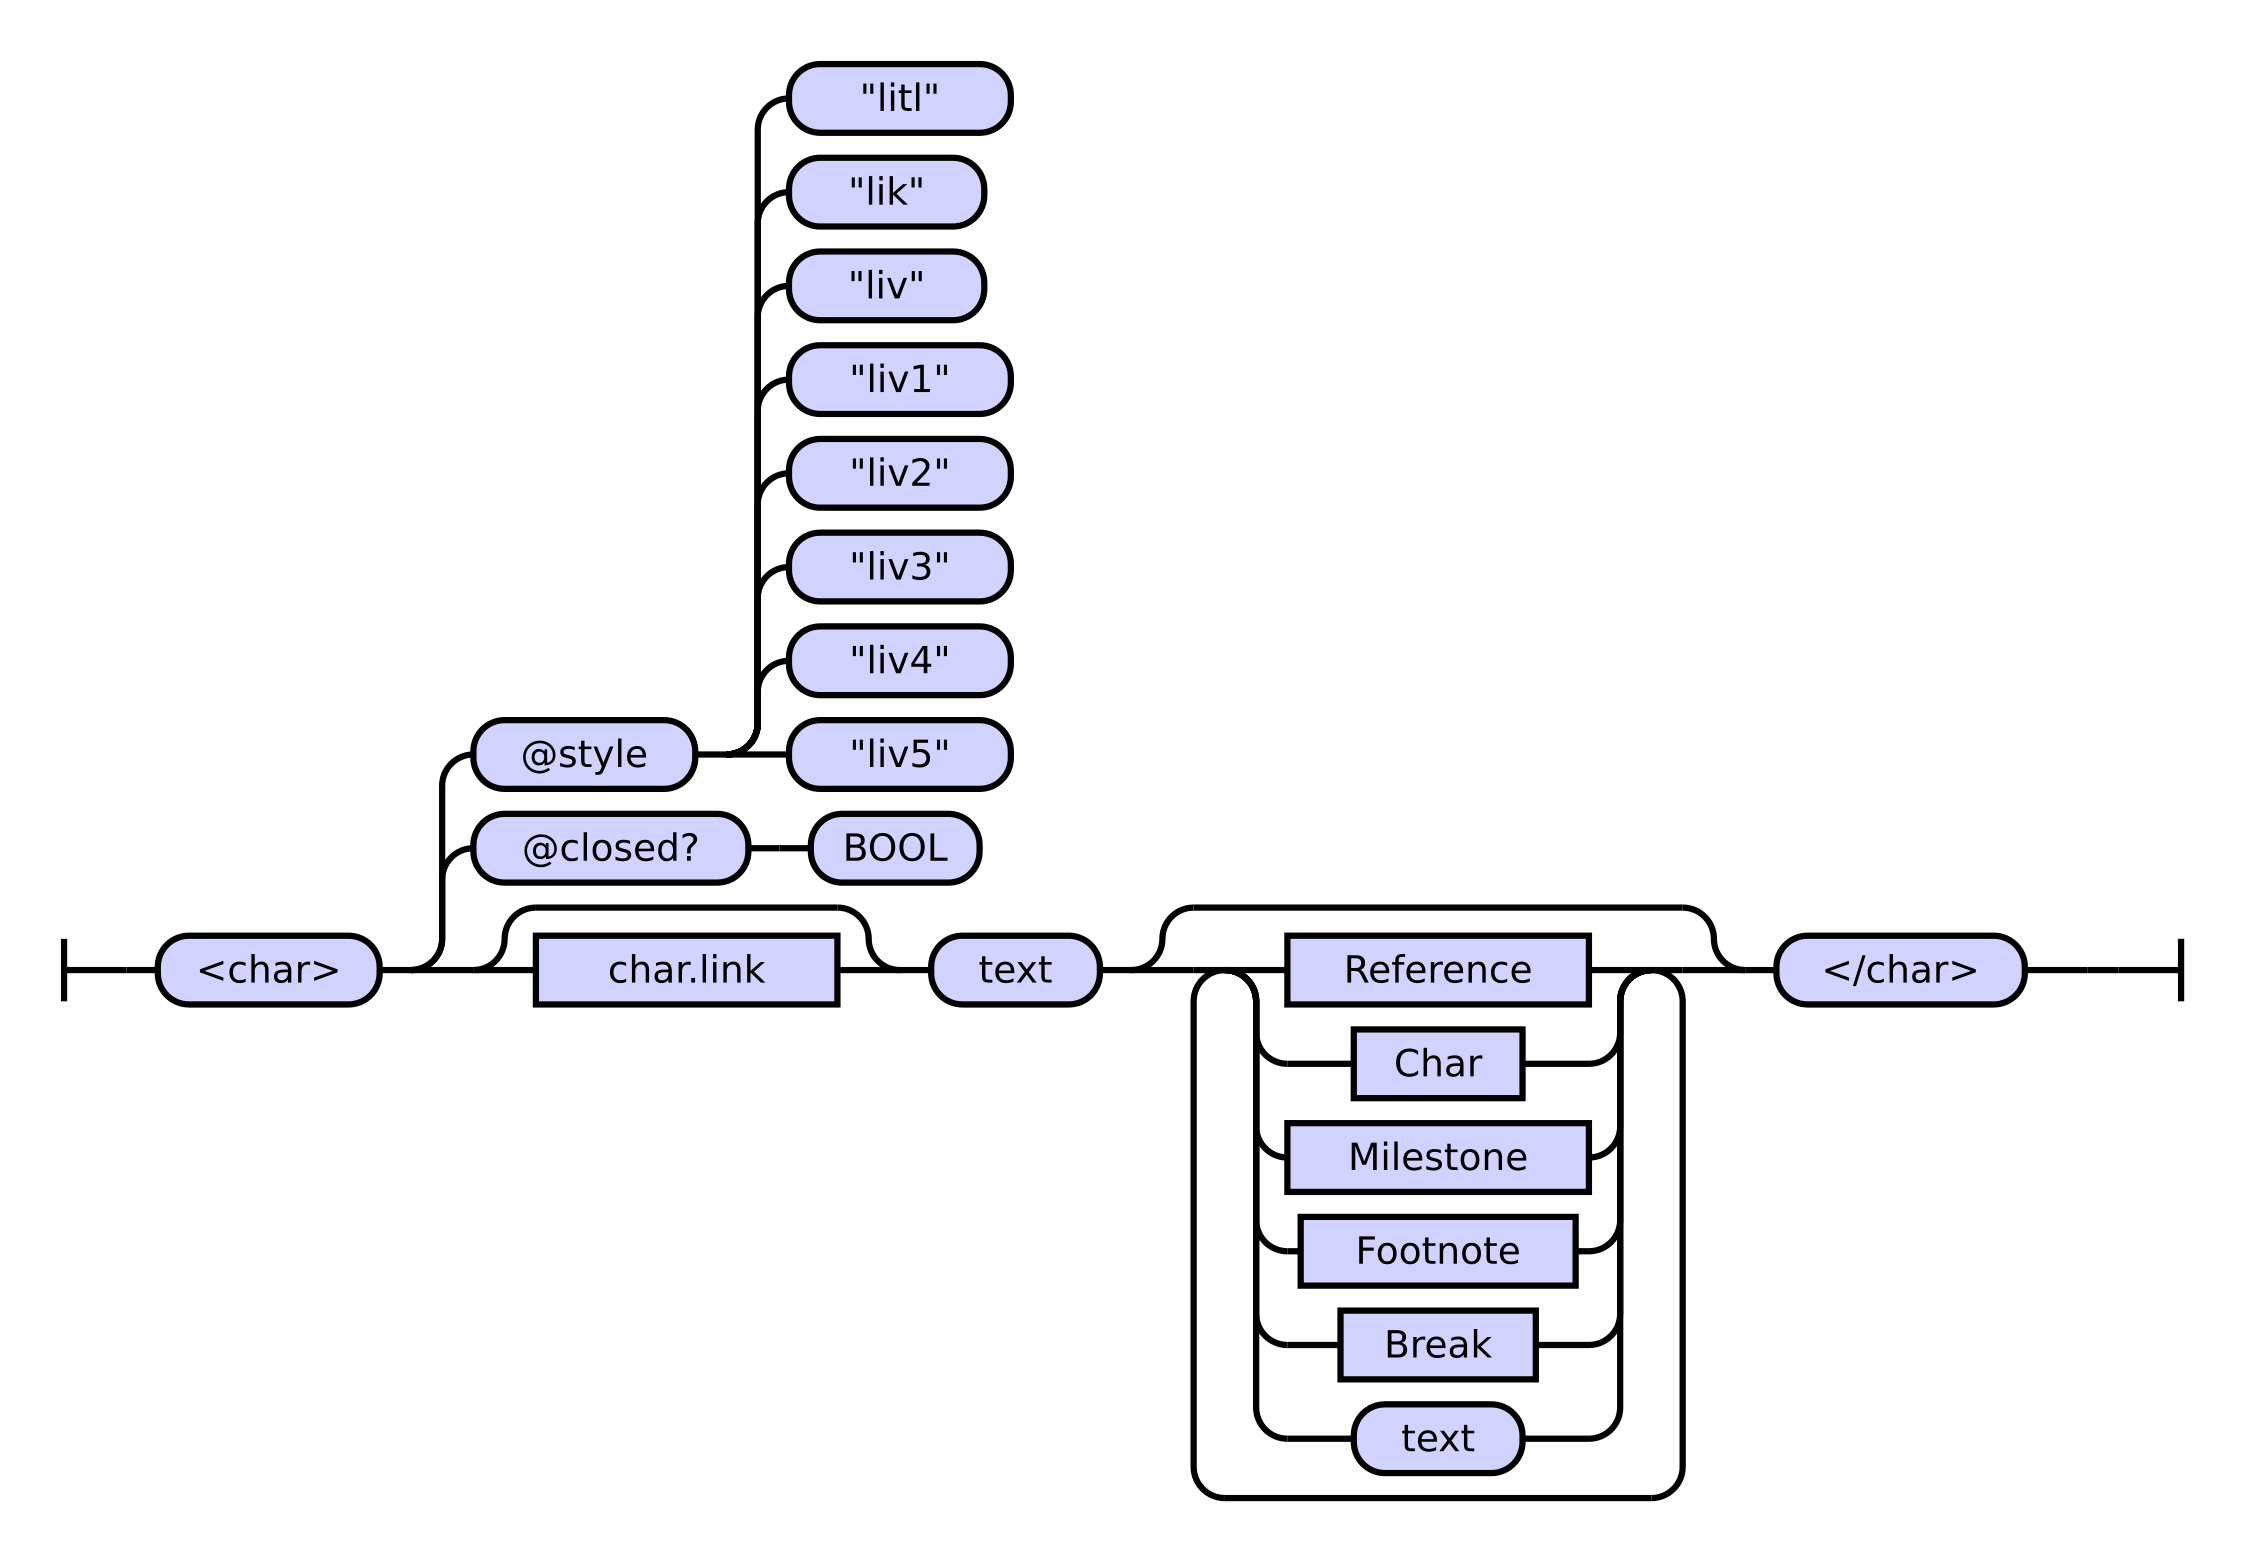 "litl"
"lik"
"liv"
"liv1"
"liv2"
"liv3"
"liv4"
@style "liv5"
@closed? BOOL
<char> char.link text Reference </char>
Char
Milestone
Footnote
Break
text